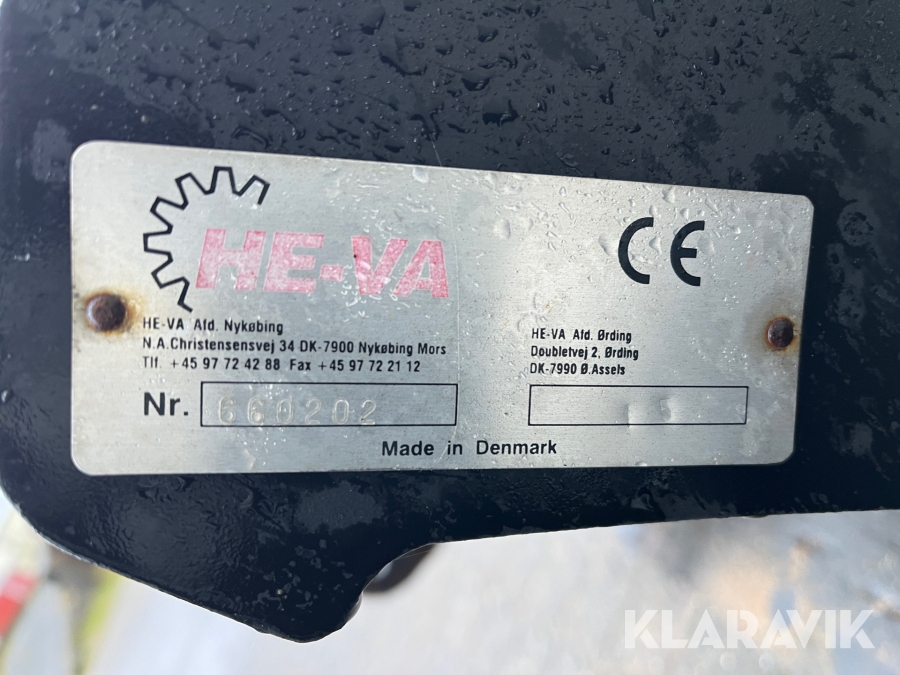 HE-VA
CE
HE-VA Afd. Nykøbing
N.A.Christensensvej 34 DK-7900 Nykøbing Mors
Tlf. +45 97 72 42 88 Fax +45 97 72 21 12
HE-VA Afd. Ørding
Doubletvej 2, Ørding
DK-7990 Ø.Assels
Nr. 660202
5
Made in Denmark
KLARAVIK